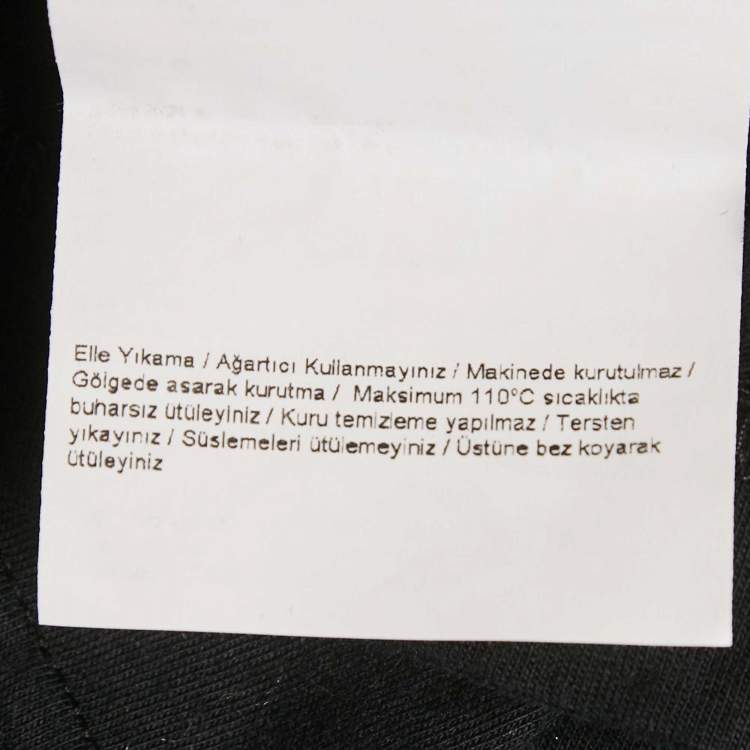 Elle Yıkama / Ağartıcı Kullanmayınız / Makinede kurutulmaz /
Gölgede asarak kurutma / Maksimum 110°C sıcaklıkta
buharsız ütüleyiniz / Kuru temizleme yapılmaz / Tersten
yıkayınız / Süslemeleri ütülemeyiniz / Üstüne bez koyarak
ütüleyiniz